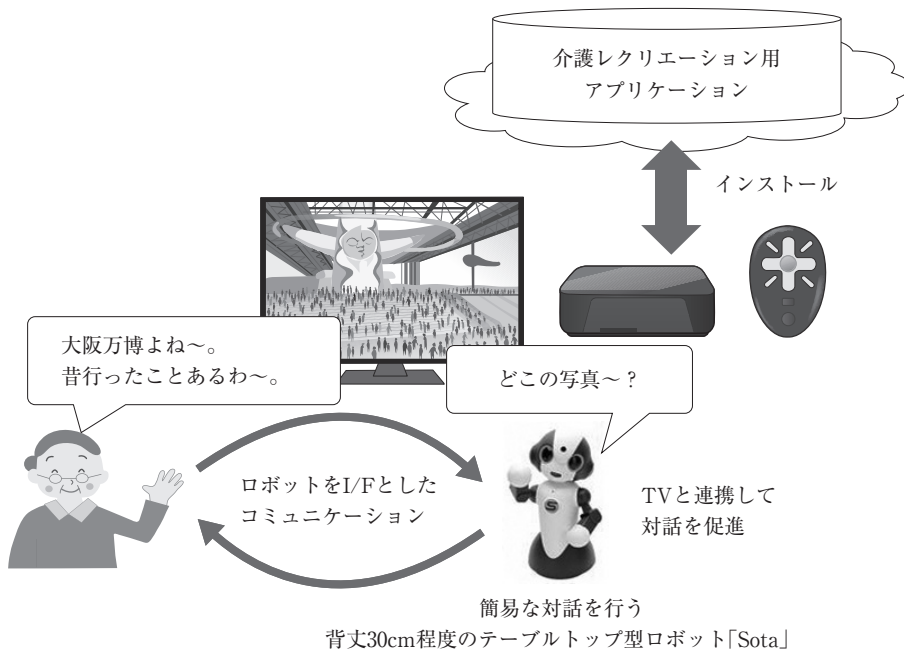 介護レクリエーション用
アプリケーション
インストール
大阪万博よね～。
昔行ったことあるわ～。
どこの写真～？
ロボットをI/Fとした
コミュニケーション
S
TVと連携して
対話を促進
簡易な対話を行う
背丈30cm程度のテーブルトップ型ロボット｢Sota｣